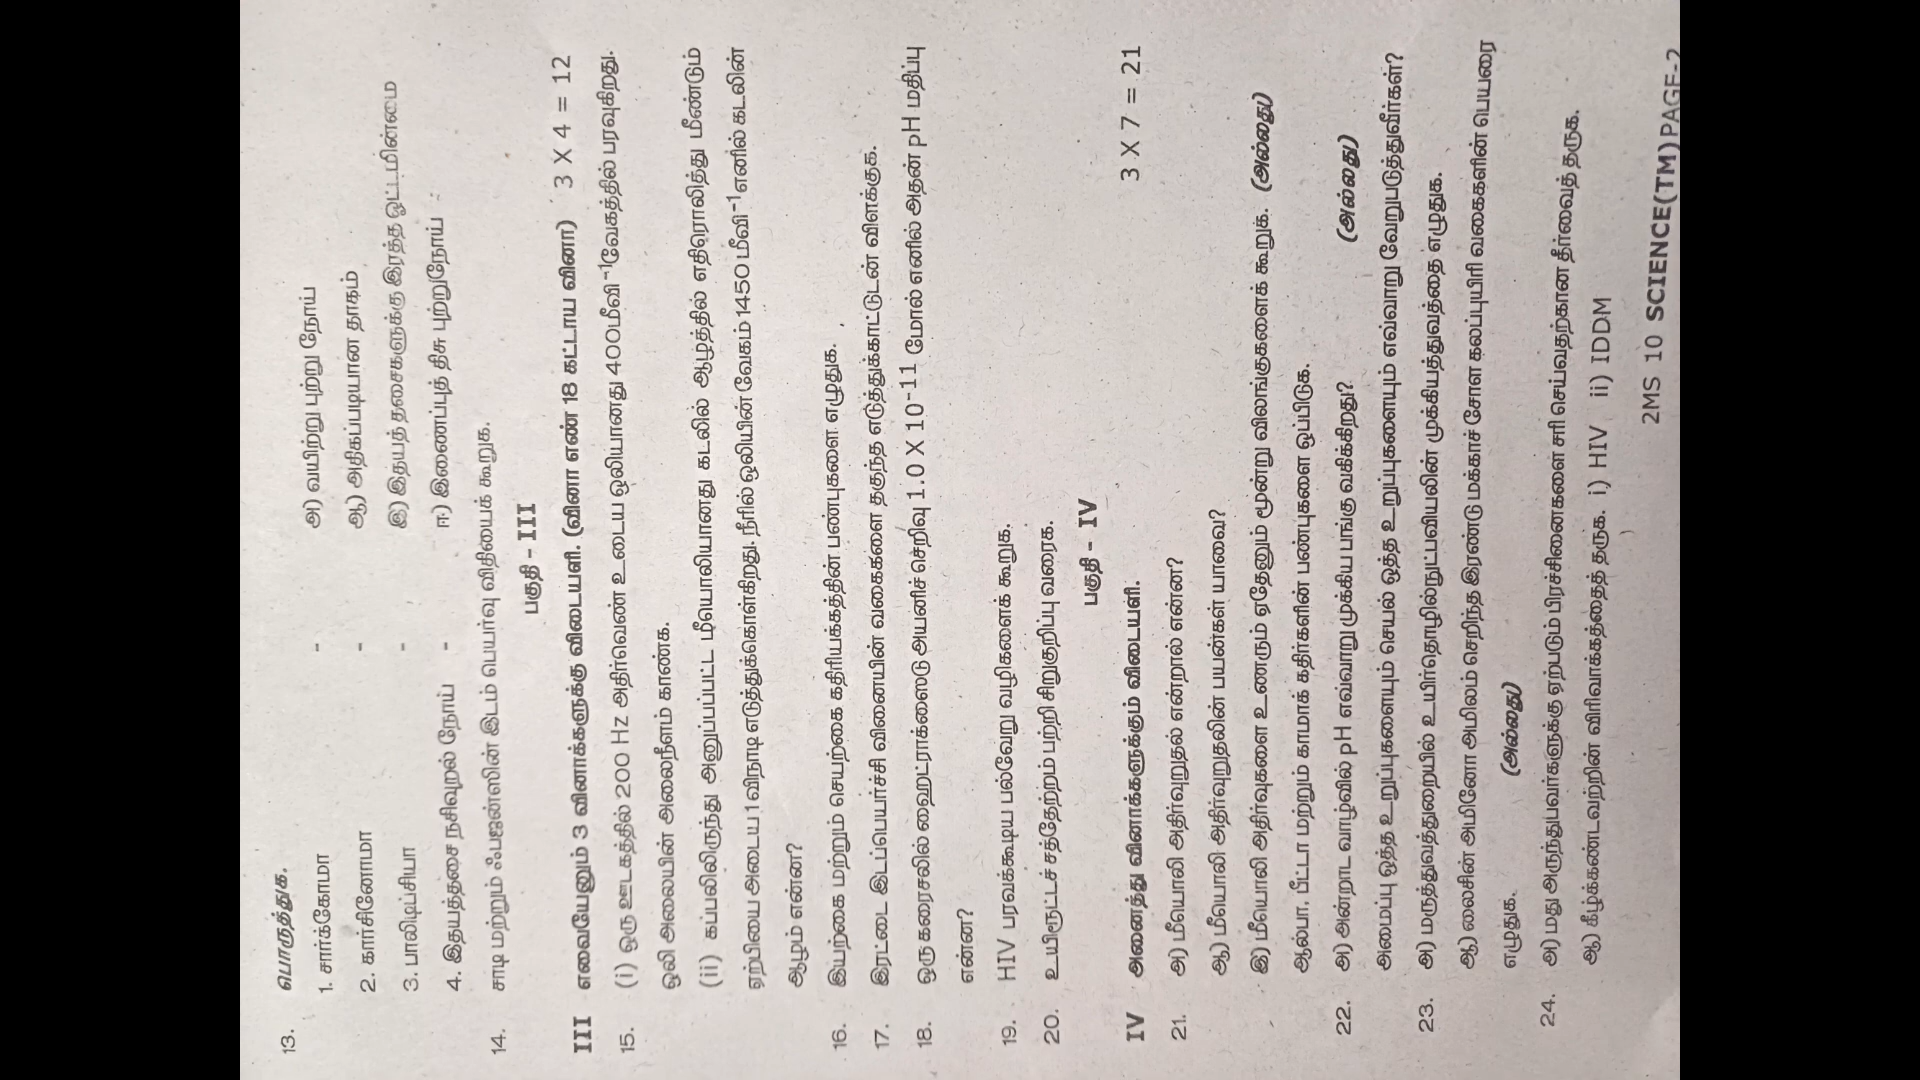 13. பொருத்துக.
1. சார்க்கோமா - அ) வயிற்று புற்று நோய்
2. கார்சினோமா - ஆ) அதிகப்படியான தாகம்
3. பாலிடிப்சியா - இ) இதயத் தசைகளுக்கு இரத்த ஓட்டமின்மை
4. இதயத்தசை நசிவுறல் நோய் - ஈ) இணைப்புத் திசு புற்றுநோய்
14. சாடி மற்றும் ஃபஜன்ஸின் இடம் பெயர்வு விதியைக் கூறுக.
பகுதி - III
III எவையேனும் 3 வினாக்களுக்கு விடையளி. (வினா எண் 18 கட்டாய வினா) 3 X 4 = 12
15. (i) ஒரு ஊடகத்தில் 200 Hz அதிர்வெண் உடைய ஒலியானது 400மீவி⁻¹வேகத்தில் பரவுகிறது.
ஒலி அலையின் அலைநீளம் காண்க.
(ii) கப்பலிலிருந்து அனுப்பப்பட்ட மீயொலியானது கடலில் ஆழத்தில் எதிரொலித்து மீண்டும்
ஏற்பியை அடைய 1 விநாடி எடுத்துக்கொள்கிறது. நீரில் ஒலியின் வேகம் 1450 மீவி⁻¹எனில் கடலின்
ஆழம் என்ன?
16. இயற்கை மற்றும் செயற்கை கதிரியக்கத்தின் பண்புகளை எழுதுக.
17. இரட்டை இடப்பெயர்ச்சி வினையின் வகைகளை தகுந்த எடுத்துக்காட்டுடன் விளக்குக.
18. ஒரு கரைசலில் ஹைட்ராக்ஸைடு அயனிச் செறிவு 1.0 X 10⁻¹¹ மோல் எனில் அதன் pH மதிப்பு
என்ன?
19. HIV பரவக்கூடிய பல்வேறு வழிகளைக் கூறுக.
20. உயிரூட்டச் சத்தேற்றம் பற்றி சிறுகுறிப்பு வரைக.
பகுதி - IV
IV அனைத்து வினாக்களுக்கும் விடையளி. 3 X 7 = 21
21. அ) மீயொலி அதிர்வுறுதல் என்றால் என்ன?
ஆ) மீயொலி அதிர்வுறுதலின் பயன்கள் யாவை?
இ) மீயொலி அதிர்வுகளை உணரும் ஏதேனும் மூன்று விலங்குகளைக் கூறுக. (அல்லது)
ஆல்பா, பீட்டா மற்றும் காமாக் கதிர்களின் பண்புகளை ஒப்பிடுக.
22. அ) அன்றாட வாழ்வில் pH எவ்வாறு முக்கிய பங்கு வகிக்கிறது? (அல்லது)
அமைப்பு ஒத்த உறுப்புகளையும் செயல் ஒத்த உறுப்புகளையும் எவ்வாறு வேறுபடுத்துவீர்கள்?
23. அ) மருத்துவத்துறையில் உயிர்தொழில்நுட்பவியலின் முக்கியத்துவத்தை எழுதுக.
ஆ) லைசின் அமினோ அமிலம் செறிந்த இரண்டு மக்காச் சோள கலப்புயிரி வகைகளின் பெயரை
எழுதுக. (அல்லது)
24. அ) மது அருந்துபவர்களுக்கு ஏற்படும் பிரச்சினைகளை சரி செய்வதற்கான தீர்வைத் தருக.
ஆ) கீழ்க்கண்டவற்றின் விரிவாக்கத்தைத் தருக. i) HIV ii) IDDM
2MS 10 SCIENCE(TM)PAGE-2